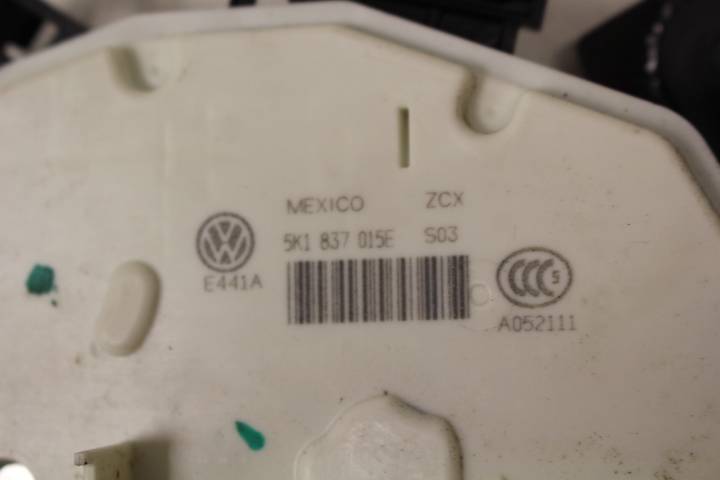 MEXICO ZCX
5K1 837 015E S03
VW
E441A
CCC S
A052111